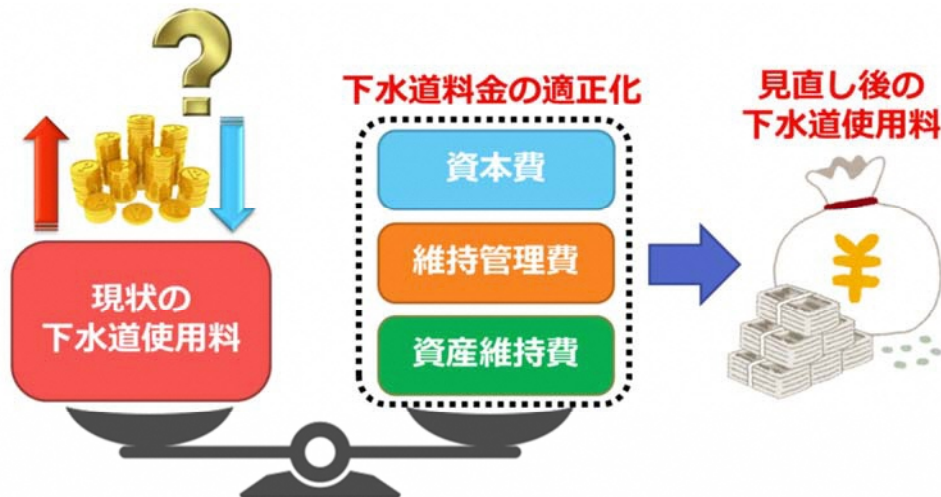 ?
下水道料金の適正化
見直し後の
下水道使用料
資本費
維持管理費
資産維持費
現状の
下水道使用料
¥